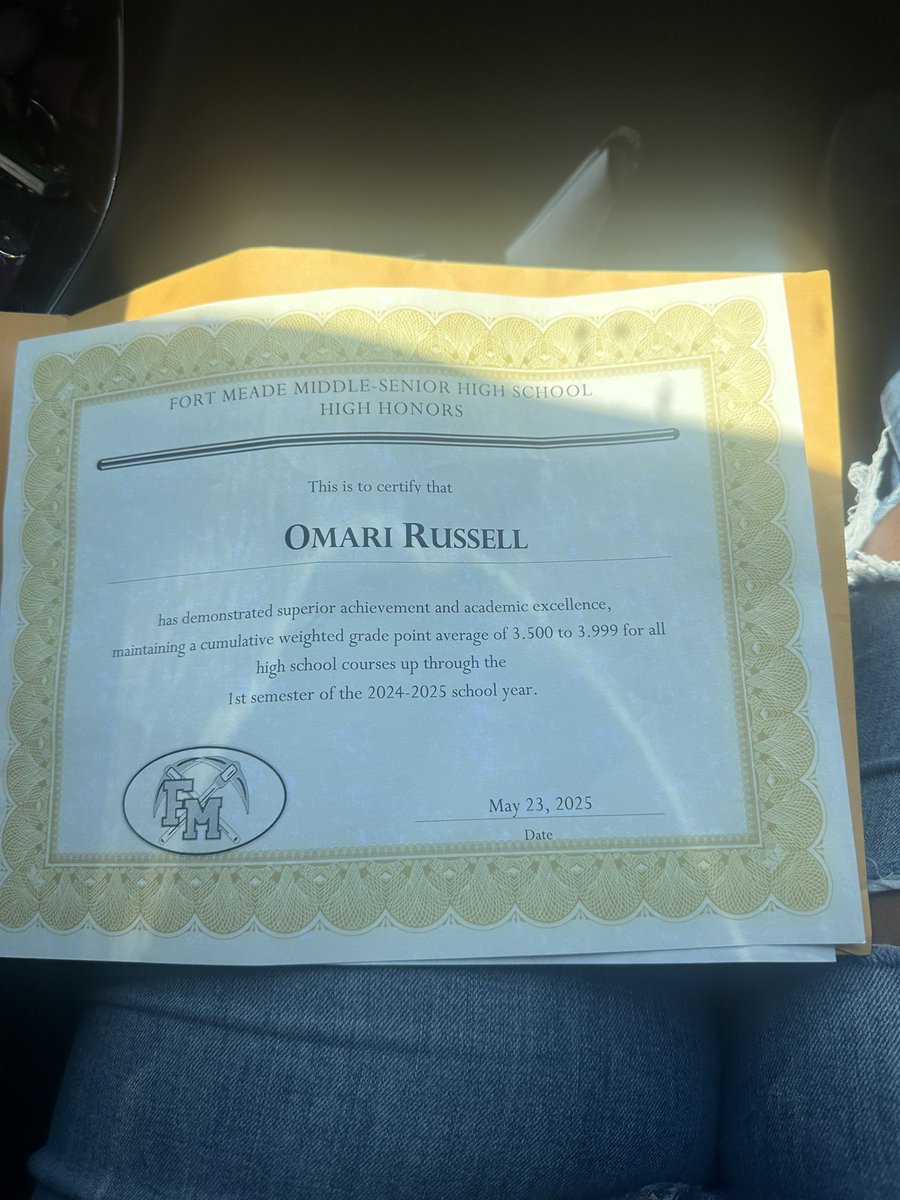 FORT MEADE MIDDLE-SENIOR HIGH SCHOOL
HIGH HONORS
This is to certify that
OMARI RUSSELL
has demonstrated superior achievement and academic excellence,
maintaining a cumulative weighted grade point average of 3.500 to 3.999 for all
high school courses up through the
1st semester of the 2024-2025 school year.
FM
May 23, 2025
Date